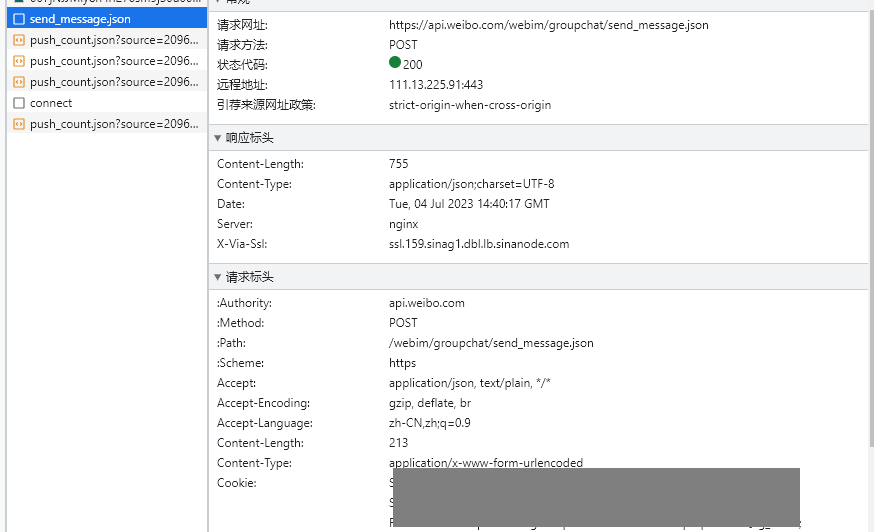 send_message.json
push_count.json?source=2096...
push_count.json?source=2096...
push_count.json?source=2096...
connect
push_count.json?source=2096...
请求网址: https://api.weibo.com/webim/groupchat/send_message.json
请求方法: POST
状态代码: 200
远程地址: 111.13.225.91:443
引荐来源网址政策: strict-origin-when-cross-origin
响应标头
Content-Length: 755
Content-Type: application/json;charset=UTF-8
Date: Tue, 04 Jul 2023 14:40:17 GMT
Server: nginx
X-Via-Ssl: ssl.159.sinag1.dbl.lb.sinanode.com
请求标头
:Authority: api.weibo.com
:Method: POST
:Path: /webim/groupchat/send_message.json
:Scheme: https
Accept: application/json, text/plain, */*
Accept-Encoding: gzip, deflate, br
Accept-Language: zh-CN,zh;q=0.9
Content-Length: 213
Content-Type: application/x-www-form-urlencoded
Cookie: